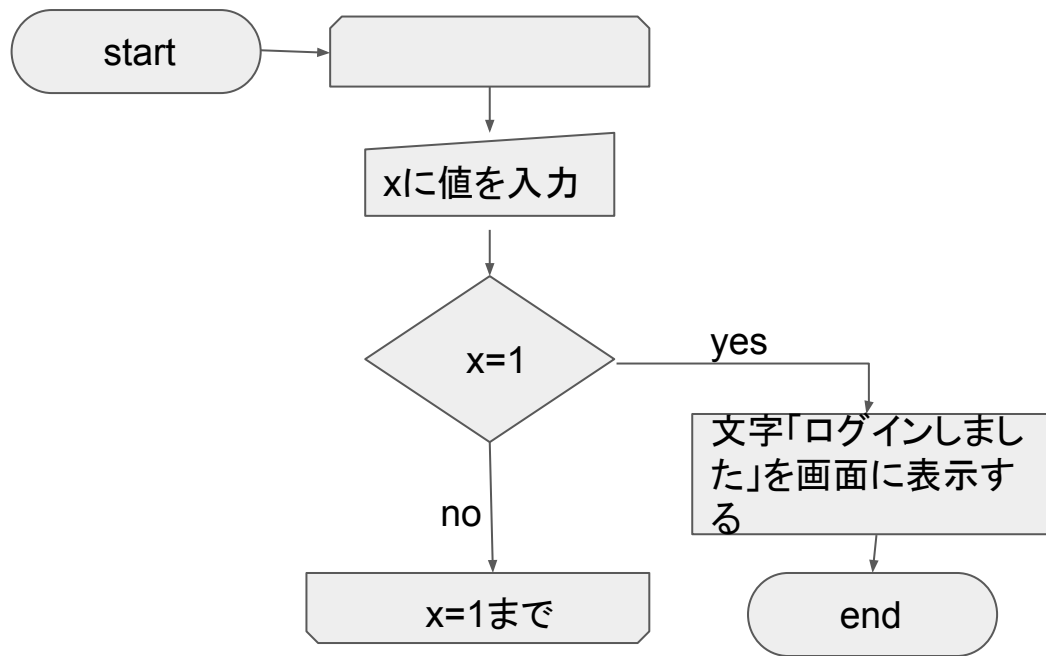 start
xに値を入力
x=1
yes
文字「ログインしまし
た」を画面に表示す
る
no
x=1まで
end